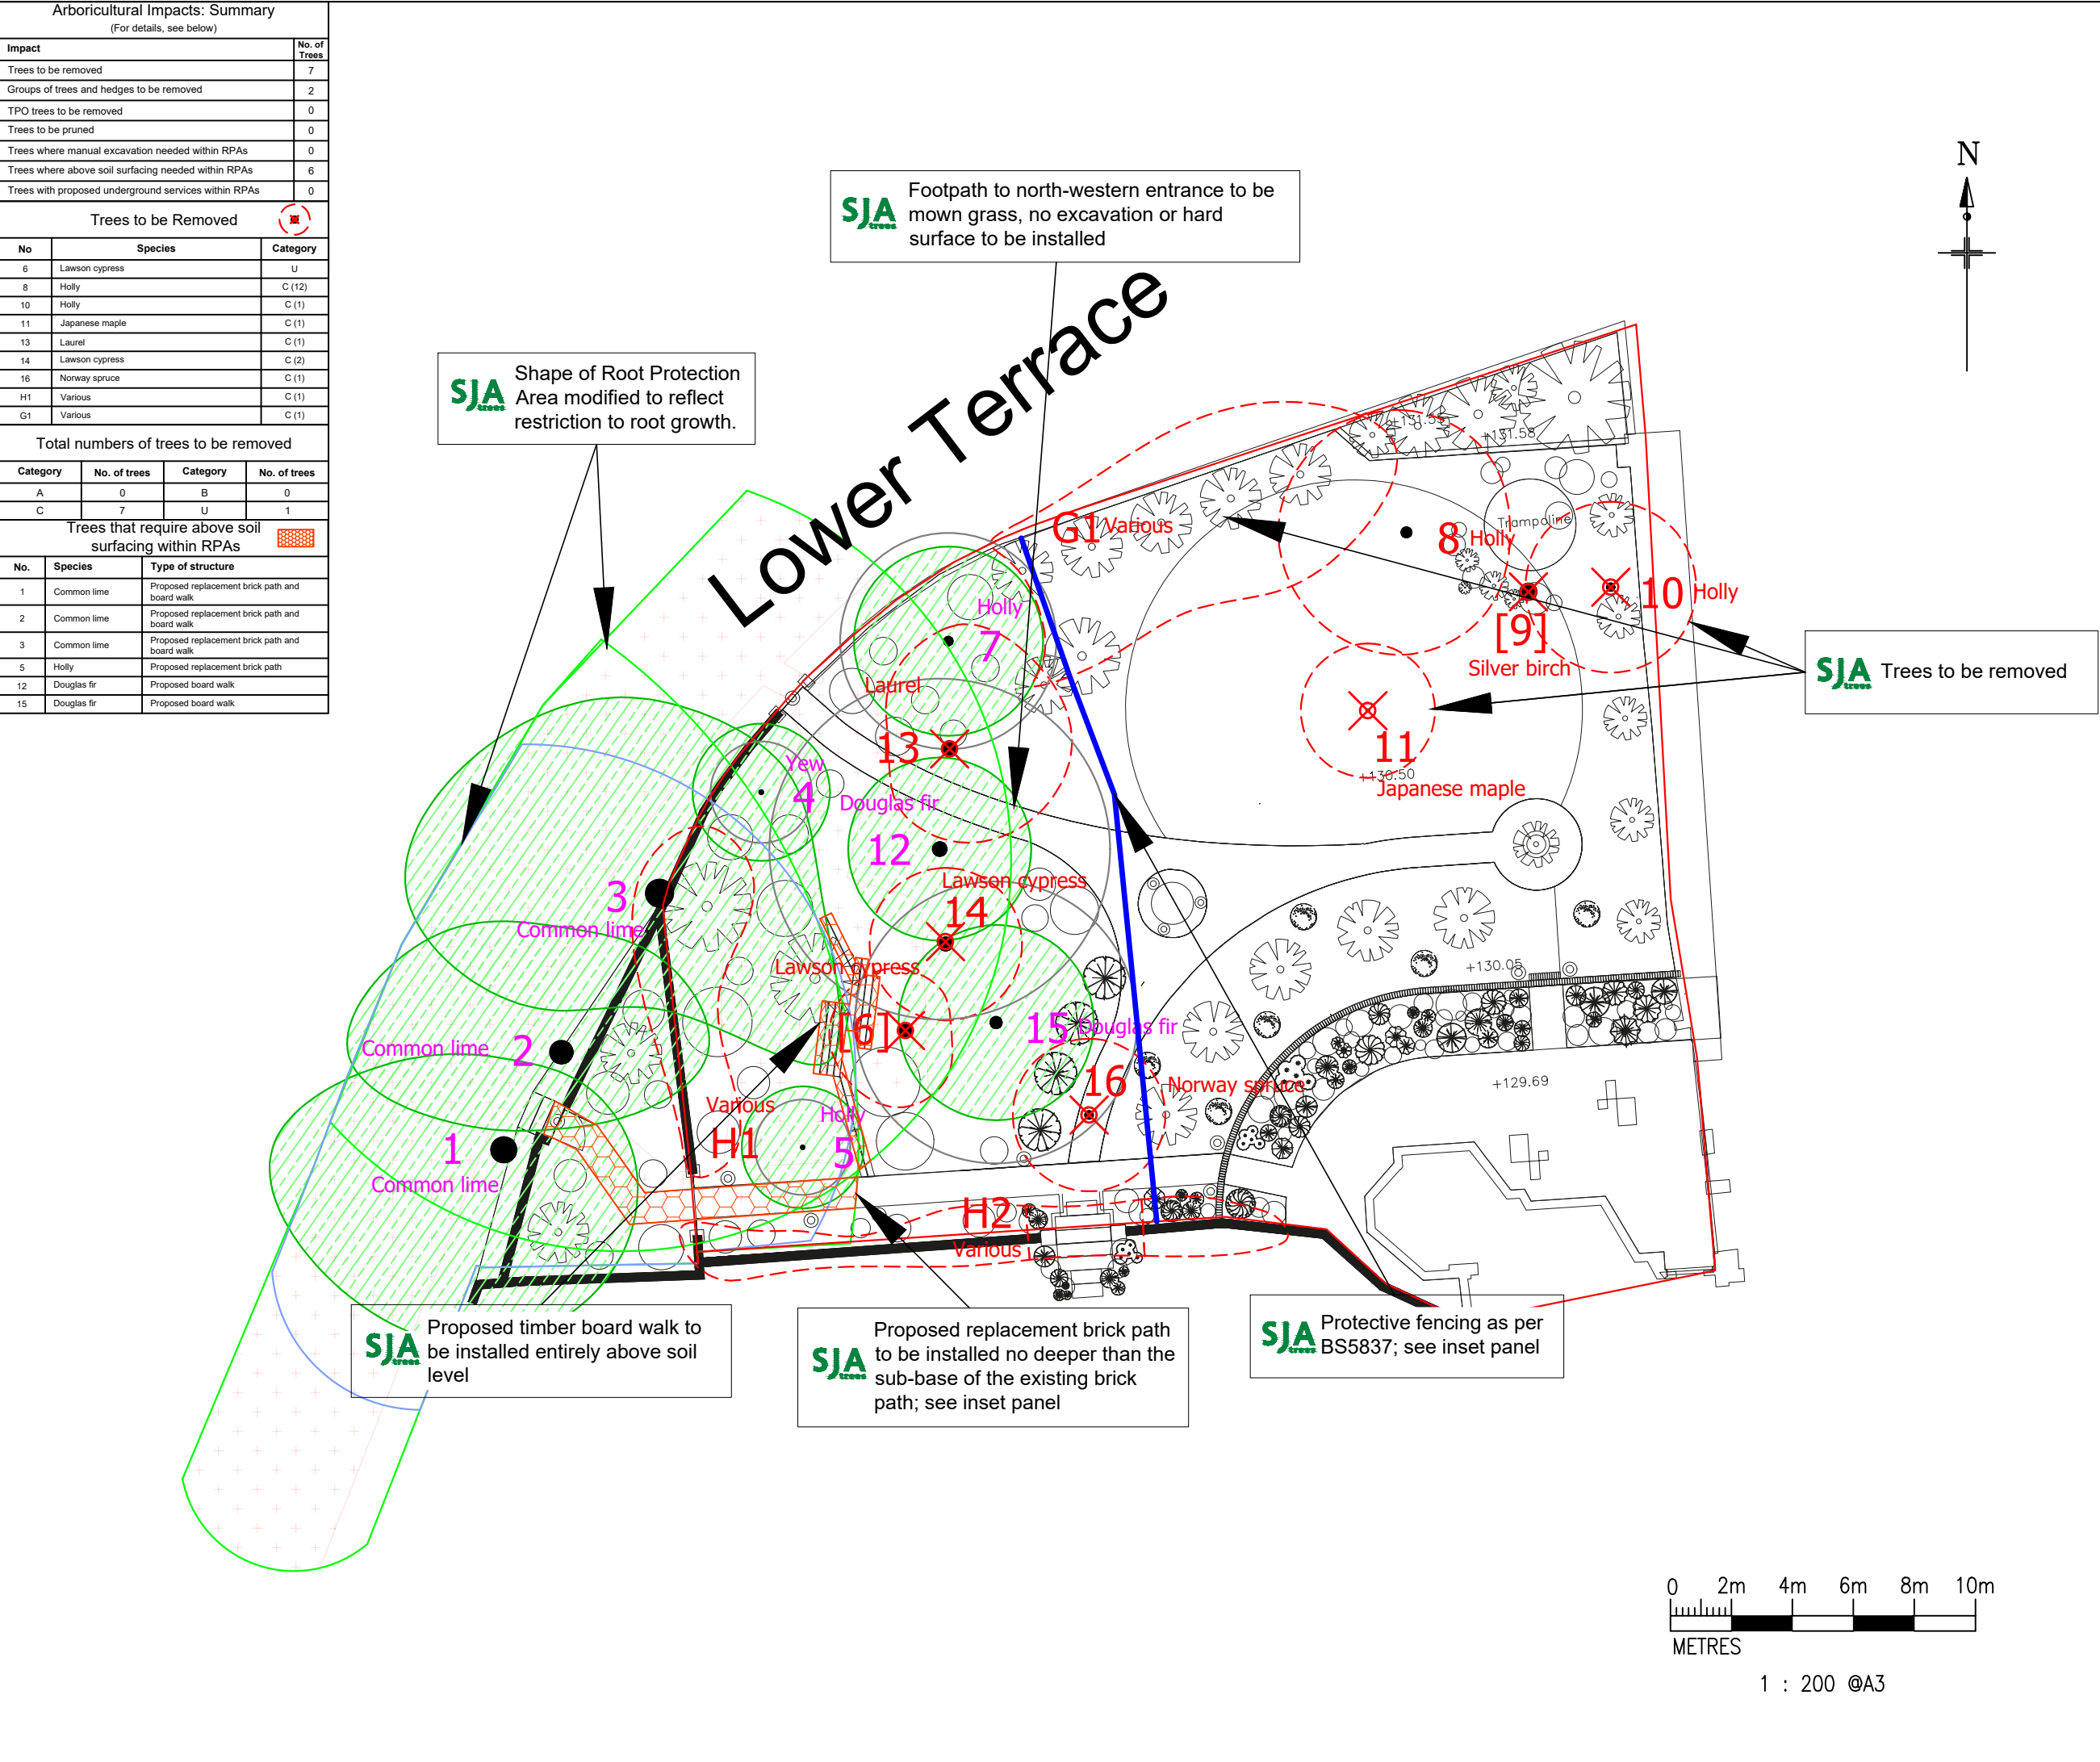 Arboricultural Impacts: Summary
(For details, see below)
Impact No. of Trees
Trees to be removed 7
Groups of trees and hedges to be removed 2
TPO trees to be removed 0
Trees to be pruned 0
Trees where manual excavation needed within RPAs 0
Trees where above soil surfacing needed within RPAs 6
Trees with proposed underground services within RPAs 0
Trees to be Removed
No Species Category
6 Lawson cypress U
8 Holly C (12)
10 Holly C (1)
11 Japanese maple C (1)
13 Laurel C (1)
14 Lawson cypress C (2)
16 Norway spruce C (1)
H1 Various C (1)
G1 Various C (1)
Total numbers of trees to be removed
Category No. of trees Category No. of trees
A 0 B 0
C 7 U 1
Trees that require above soil
surfacing within RPAs
No. Species Type of structure
1 Common lime Proposed replacement brick path and
board walk
2 Common lime Proposed replacement brick path and
board walk
3 Common lime Proposed replacement brick path and
board walk
5 Holly Proposed replacement brick path
12 Douglas fir Proposed board walk
15 Douglas fir Proposed board walk
N
SJA
trees
Footpath to north-western entrance to be
mown grass, no excavation or hard
surface to be installed
SJA
trees
Shape of Root Protection
Area modified to reflect
restriction to root growth.
Lower Terrace
+131.58
G1 Various
8 Holly
Trampoline
10 Holly
[9]
Silver birch
SJA
trees
Trees to be removed
11
+130.50
Japanese maple
Holly
7
Laurel
13
Yew
4
Douglas fir
12
3
Common lime
Lawson cypress
14
Lawson cypress
[6]
15 Douglas fir
+130.05
2
Common lime
16
Norway spruce
+129.69
Various
H1
Holly
5
1
Common lime
H2
Various
SJA
trees
Proposed timber board walk to
be installed entirely above soil
level
SJA
trees
Proposed replacement brick path
to be installed no deeper than the
sub-base of the existing brick
path; see inset panel
SJA
trees
Protective fencing as per
BS5837; see inset panel
0 2m 4m 6m 8m 10m
METRES
1 : 200 @A3